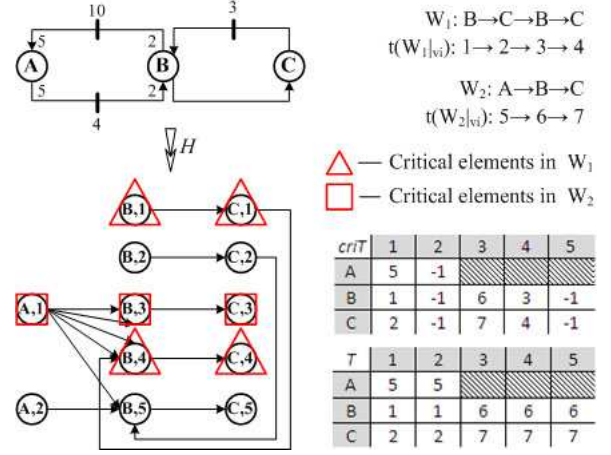 10
3
5
2
A
B
C
5
2
4
W1: B→C→B→C
t(W1|vi): 1→ 2→ 3→ 4
W2: A→B→C
t(W2|vi): 5→ 6→ 7
H
— Critical elements in W1
— Critical elements in W2
B,1
C,1
B,2
C,2
A,1
B,3
C,3
B,4
C,4
A,2
B,5
C,5
criT 1 2 3 4 5
A 5 -1
B 1 -1 6 3 -1
C 2 -1 7 4 -1
T 1 2 3 4 5
A 5 5
B 1 1 6 6 6
C 2 2 7 7 7